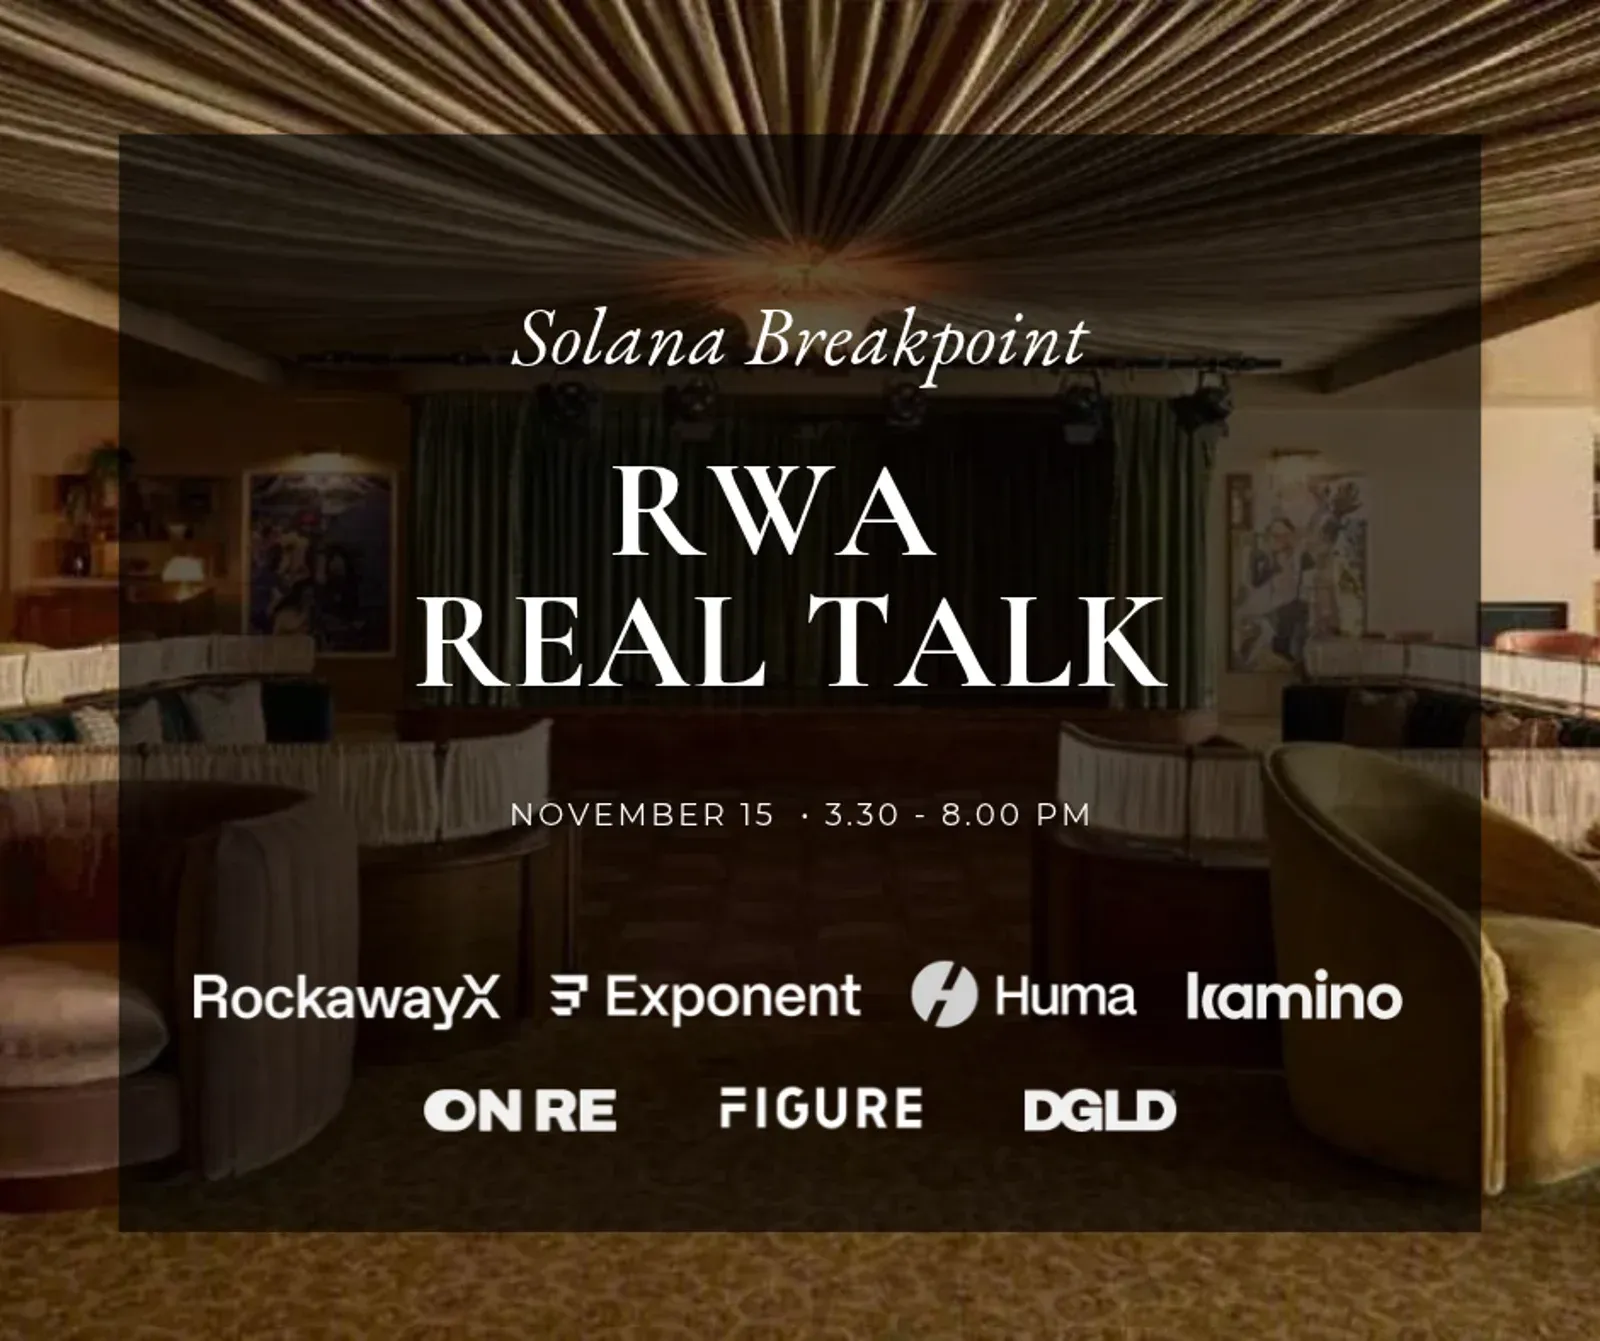 Solana Breakpoint
RWA
REAL TALK
NOVEMBER 15 • 3.30 - 8.00 PM
RockawayX Exponent Huma kamino
ON RE FIGURE DGLD